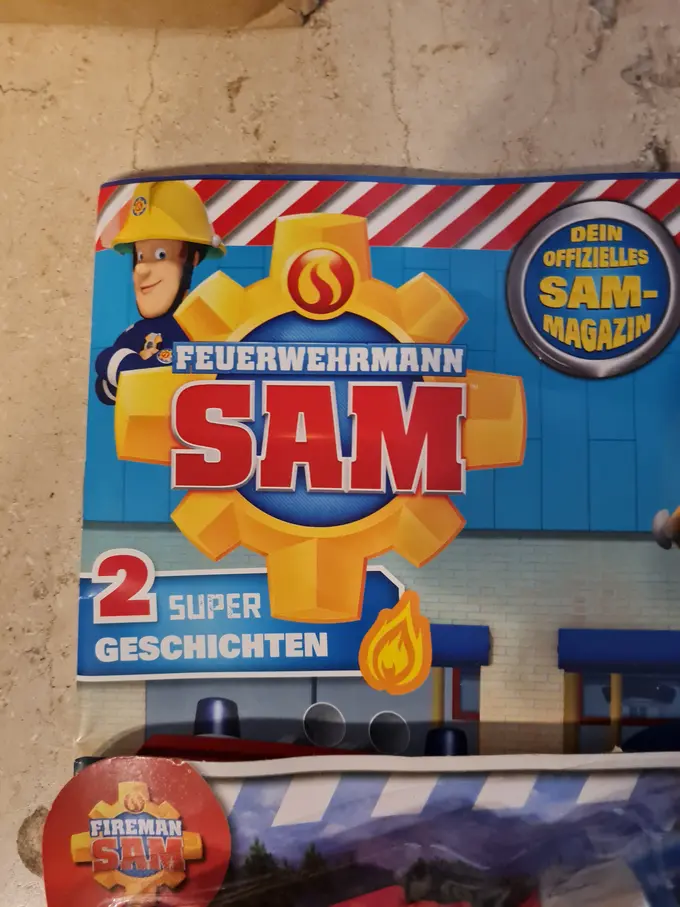 DEIN
OFFIZIELLES
SAM-
MAGAZIN
FEUERWEHRMANN
SAM
2 SUPER
GESCHICHTEN
FIREMAN
SAM